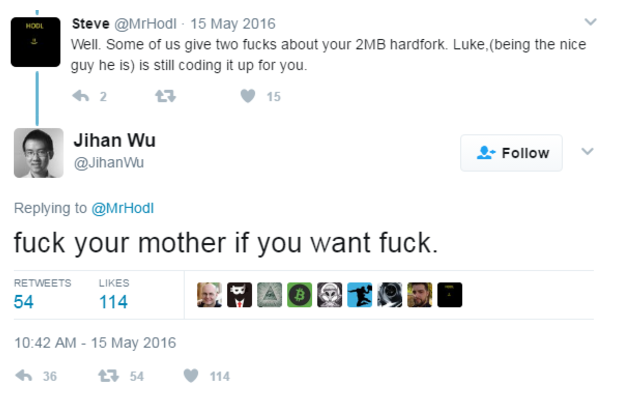 HODL
Steve @MrHodl · 15 May 2016
Well. Some of us give two fucks about your 2MB hardfork. Luke,(being the nice
guy he is) is still coding it up for you.
2 15
Jihan Wu
@JihanWu
Follow
Replying to @MrHodl
fuck your mother if you want fuck.
RETWEETS LIKES
54 114
10:42 AM - 15 May 2016
36 54 114